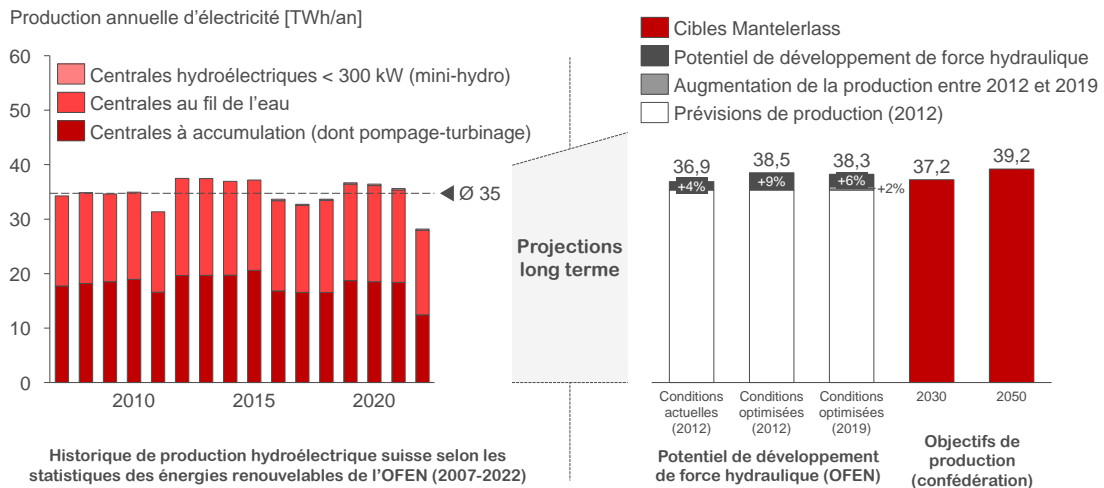 Production annuelle d’électricité [TWh/an]
60
50
40
30
20
10
0
Centrales hydroélectriques < 300 kW (mini-hydro)
Centrales au fil de l’eau
Centrales à accumulation (dont pompage-turbinage)
Ø 35
2010
2015
2020
Historique de production hydroélectrique suisse selon les
statistiques des énergies renouvelables de l’OFEN (2007-2022)
Projections
long terme
Cibles Mantelerlass
Potentiel de développement de force hydraulique
Augmentation de la production entre 2012 et 2019
Prévisions de production (2012)
36,9
38,5
38,3
37,2
39,2
+4%
+9%
+6%
+2%
Conditions
actuelles
(2012)
Conditions
optimisées
(2012)
Conditions
optimisées
(2019)
2030
2050
Potentiel de développement
de force hydraulique (OFEN)
Objectifs de
production
(confédération)